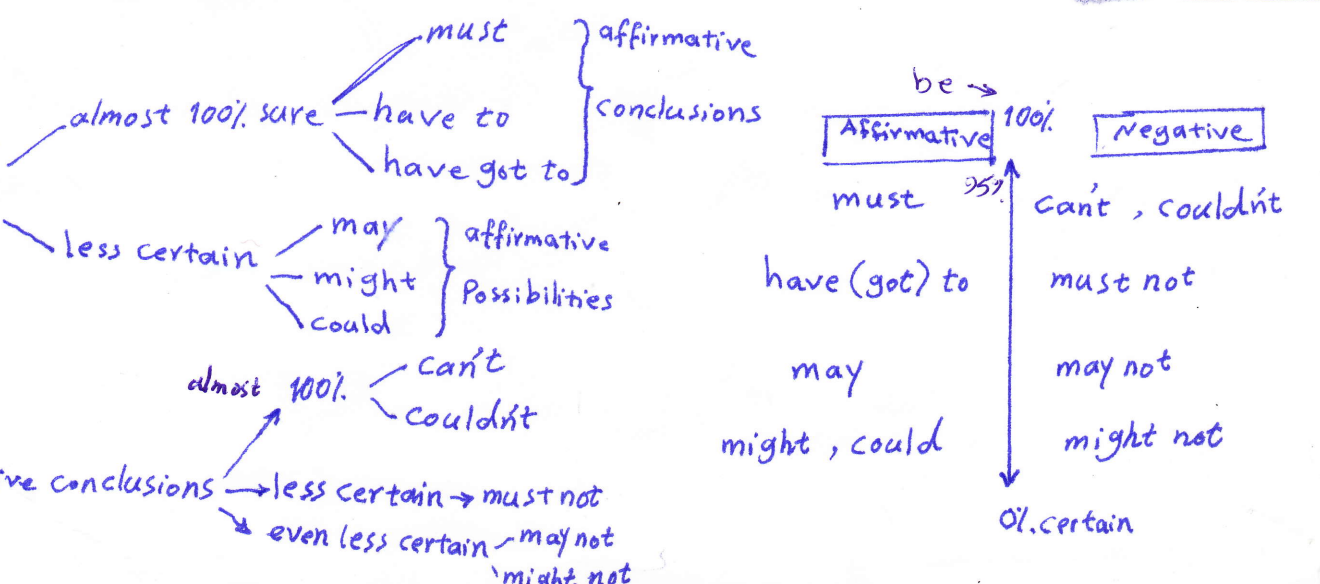 must
affirmative
almost 100% sure
have to
conclusions
have got to
less certain
may
affirmative
might
Possibilities
could
almost 100%
can't
couldn't
ve conclusions
less certain
must not
even less certain
may not
might not
be
100%
Affirmative
Negative
95%
must
can't, couldn't
have (got) to
must not
may
may not
might, could
might not
0%.certain